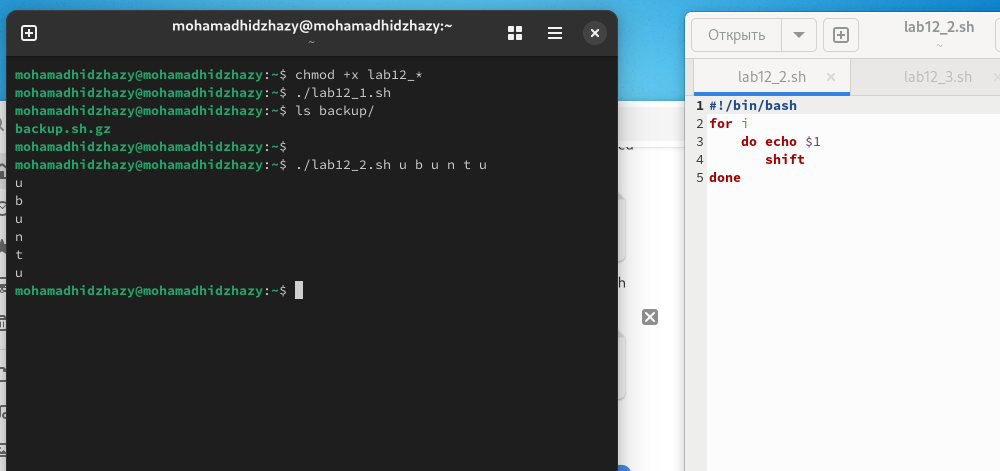 mohamadhidzhazy@mohamadhidzhazy:~
~
mohamadhidzhazy@mohamadhidzhazy:~$ chmod +x lab12_*
mohamadhidzhazy@mohamadhidzhazy:~$ ./lab12_1.sh
mohamadhidzhazy@mohamadhidzhazy:~$ ls backup/
backup.sh.gz
mohamadhidzhazy@mohamadhidzhazy:~$
mohamadhidzhazy@mohamadhidzhazy:~$ ./lab12_2.sh u b u n t u
u
b
u
n
t
u
mohamadhidzhazy@mohamadhidzhazy:~$
h
Открыть
lab12_2.sh
~
lab12_2.sh
lab12_3.sh
1 #!/bin/bash
2 for i
3     do echo $1
4        shift
5 done